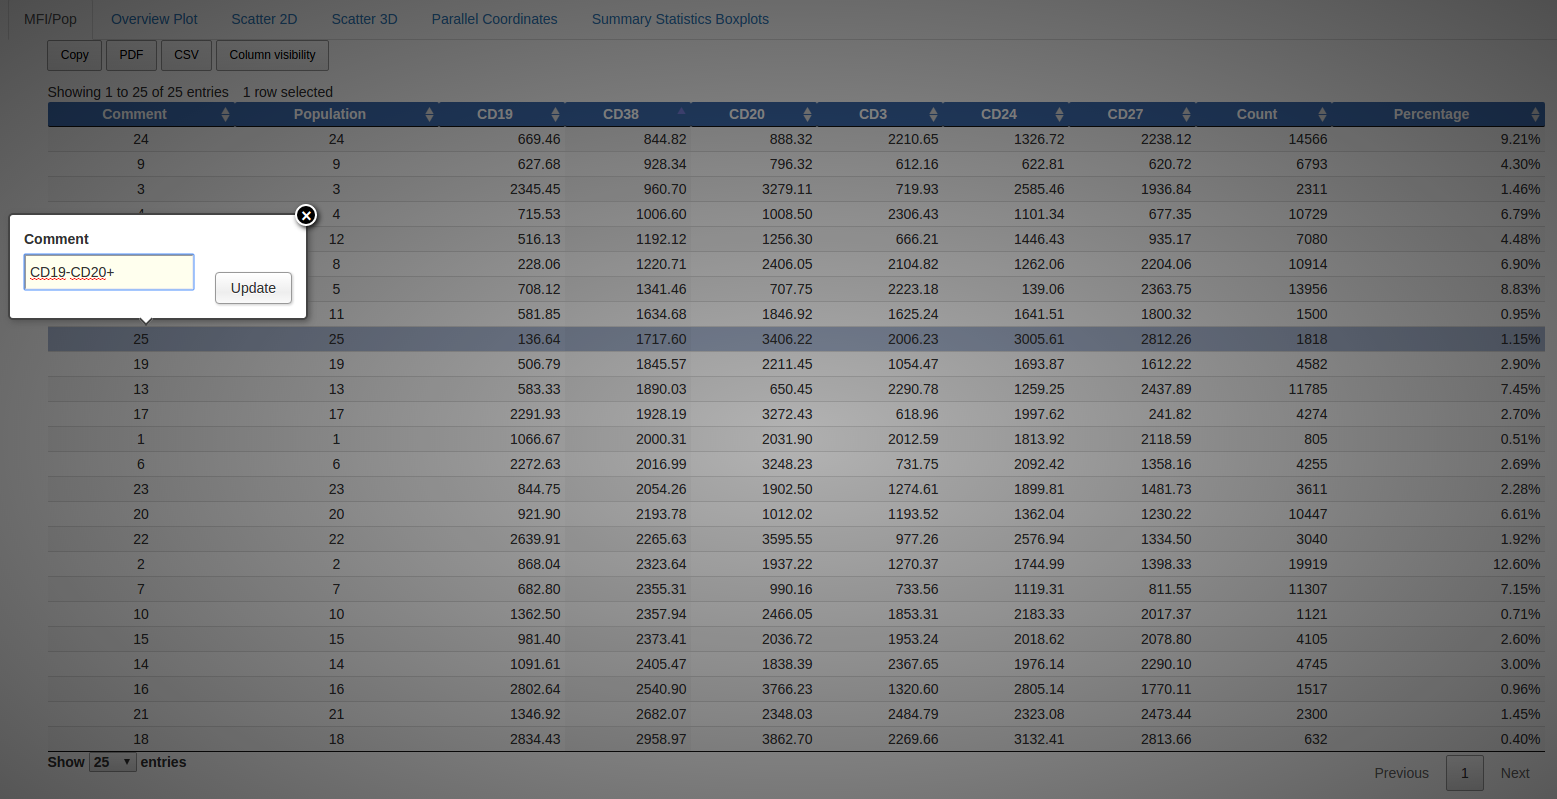 MFI/Pop Overview Plot Scatter 2D Scatter 3D Parallel Coordinates Summary Statistics Boxplots
Copy PDF CSV Column visibility
Showing 1 to 25 of 25 entries 1 row selected
Comment Population CD19 CD38 CD20 CD3 CD24 CD27 Count Percentage
24 24 669.46 844.82 888.32 2210.65 1326.72 2238.12 14566 9.21%
9 9 627.68 928.34 796.32 612.16 622.81 620.72 6793 4.30%
3 3 2345.45 960.70 3279.11 719.93 2585.46 1936.84 2311 1.46%
4 715.53 1006.60 1008.50 2306.43 1101.34 677.35 10729 6.79%
Comment
12 516.13 1192.12 1256.30 666.21 1446.43 935.17 7080 4.48%
CD19-CD20+
8 228.06 1220.71 2406.05 2104.82 1262.06 2204.06 10914 6.90%
Update
5 708.12 1341.46 707.75 2223.18 139.06 2363.75 13956 8.83%
11 581.85 1634.68 1846.92 1625.24 1641.51 1800.32 1500 0.95%
25 25 136.64 1717.60 3406.22 2006.23 3005.61 2812.26 1818 1.15%
19 19 506.79 1845.57 2211.45 1054.47 1693.87 1612.22 4582 2.90%
13 13 583.33 1890.03 650.45 2290.78 1259.25 2437.89 11785 7.45%
17 17 2291.93 1928.19 3272.43 618.96 1997.62 241.82 4274 2.70%
1 1 1066.67 2000.31 2031.90 2012.59 1813.92 2118.59 805 0.51%
6 6 2272.63 2016.99 3248.23 731.75 2092.42 1358.16 4255 2.69%
23 23 844.75 2054.26 1902.50 1274.61 1899.81 1481.73 3611 2.28%
20 20 921.90 2193.78 1012.02 1193.52 1362.04 1230.22 10447 6.61%
22 22 2639.91 2265.63 3595.55 977.26 2576.94 1334.50 3040 1.92%
2 2 868.04 2323.64 1937.22 1270.37 1744.99 1398.33 19919 12.60%
7 7 682.80 2355.31 990.16 733.56 1119.31 811.55 11307 7.15%
10 10 1362.50 2357.94 2466.05 1853.31 2183.33 2017.37 1121 0.71%
15 15 981.40 2373.41 2036.72 1953.24 2018.62 2078.80 4105 2.60%
14 14 1091.61 2405.47 1838.39 2367.65 1976.14 2290.10 4745 3.00%
16 16 2802.64 2540.90 3766.23 1320.60 2805.14 1770.11 1517 0.96%
21 21 1346.92 2682.07 2348.03 2484.79 2323.08 2473.44 2300 1.45%
18 18 2834.43 2958.97 3862.70 2269.66 3132.41 2813.66 632 0.40%
Show 25 entries
Previous 1 Next